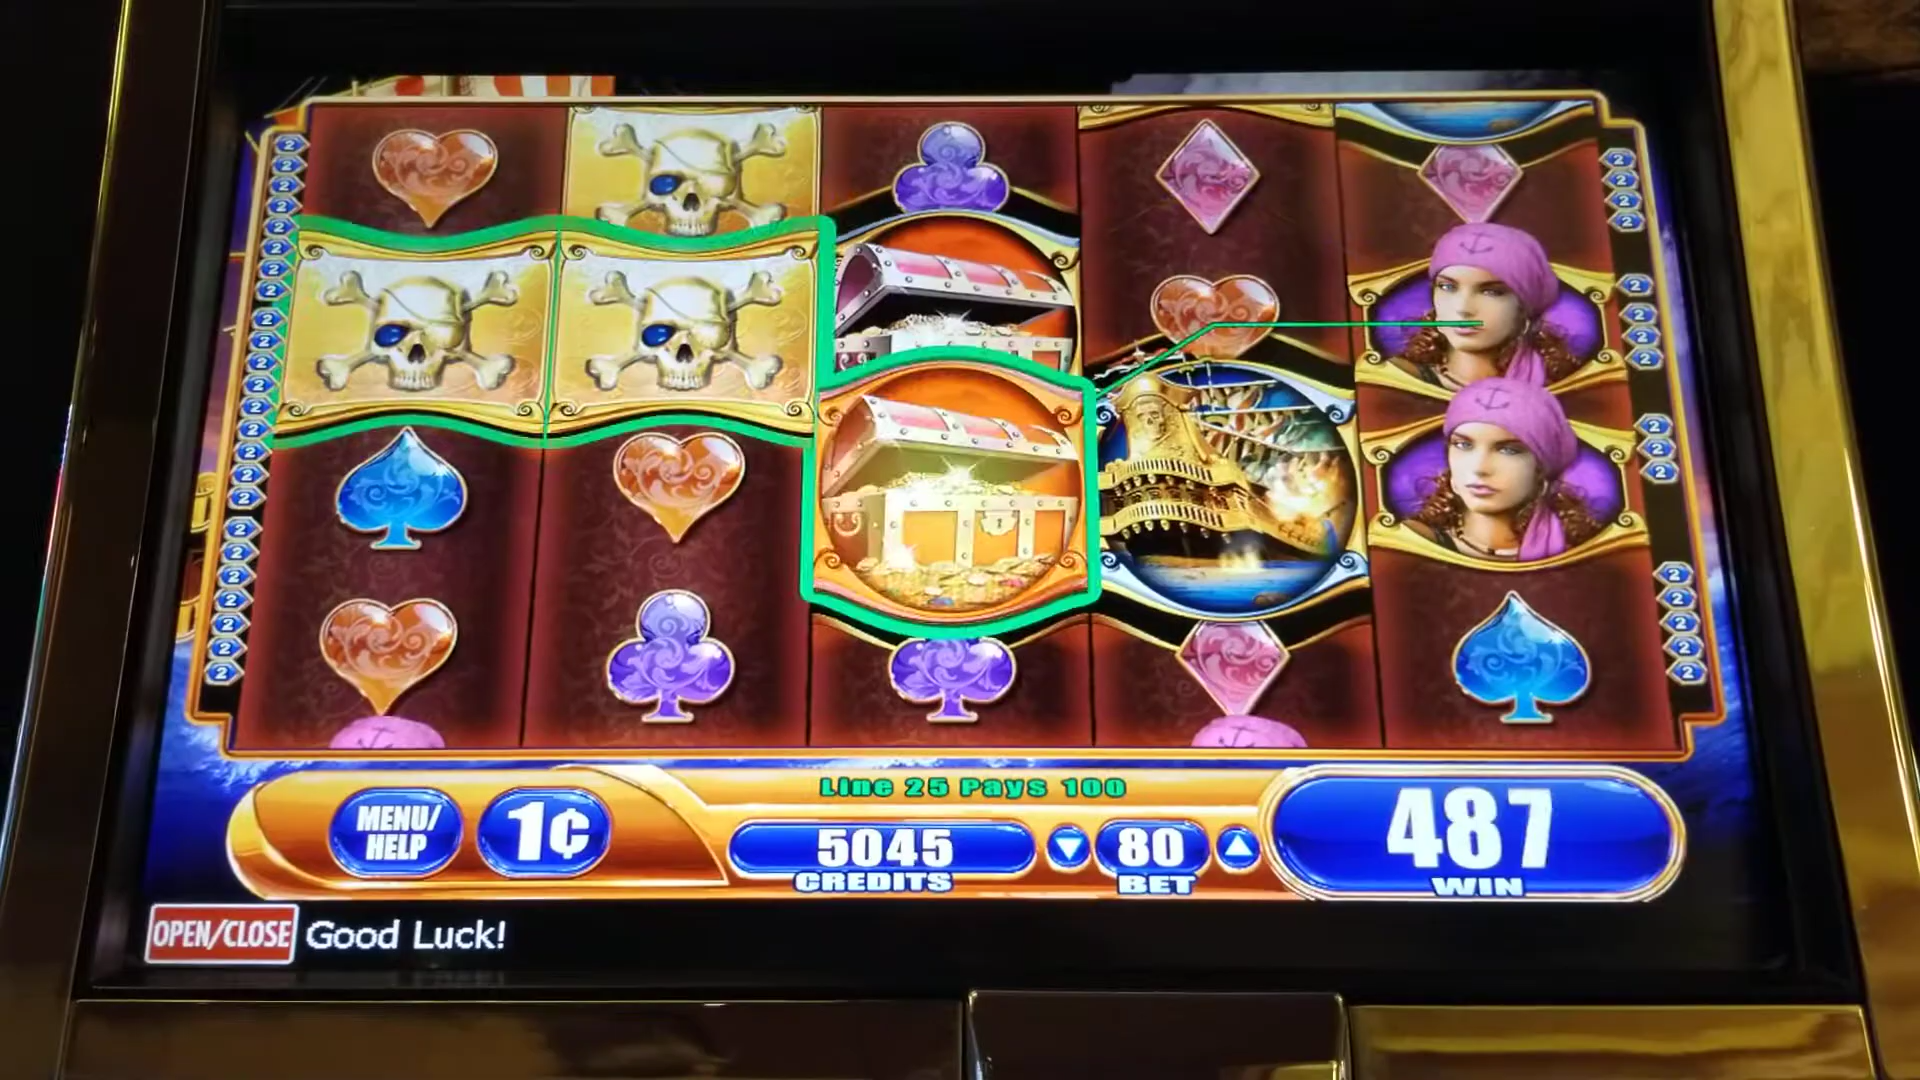 Line 25 Pays 100
MENU/
HELP
1¢
5045
CREDITS
80
BET
487
WIN
OPEN/CLOSE
Good Luck!